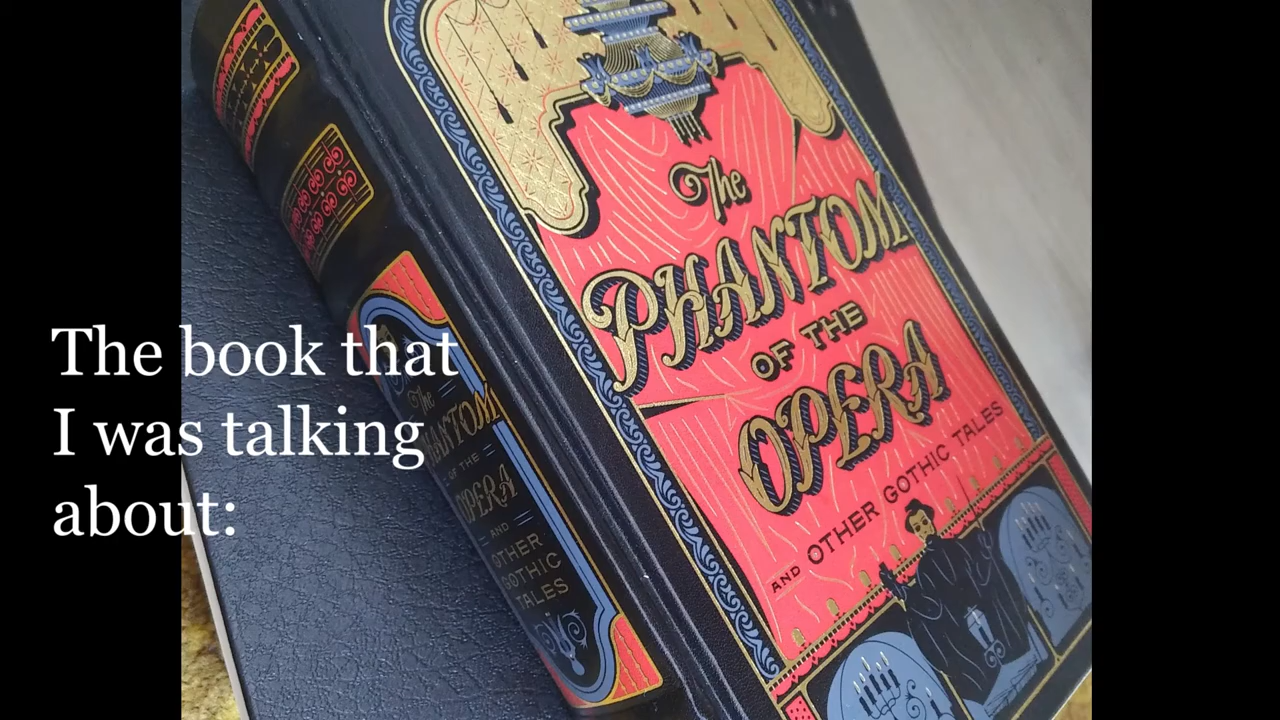 The book that
I was talking
about:
The
PHANTOM
OF THE
OPERA
AND OTHER GOTHIC TALES
The
PHANTOM
OF THE
OPERA
AND
OTHER
GOTHIC
TALES